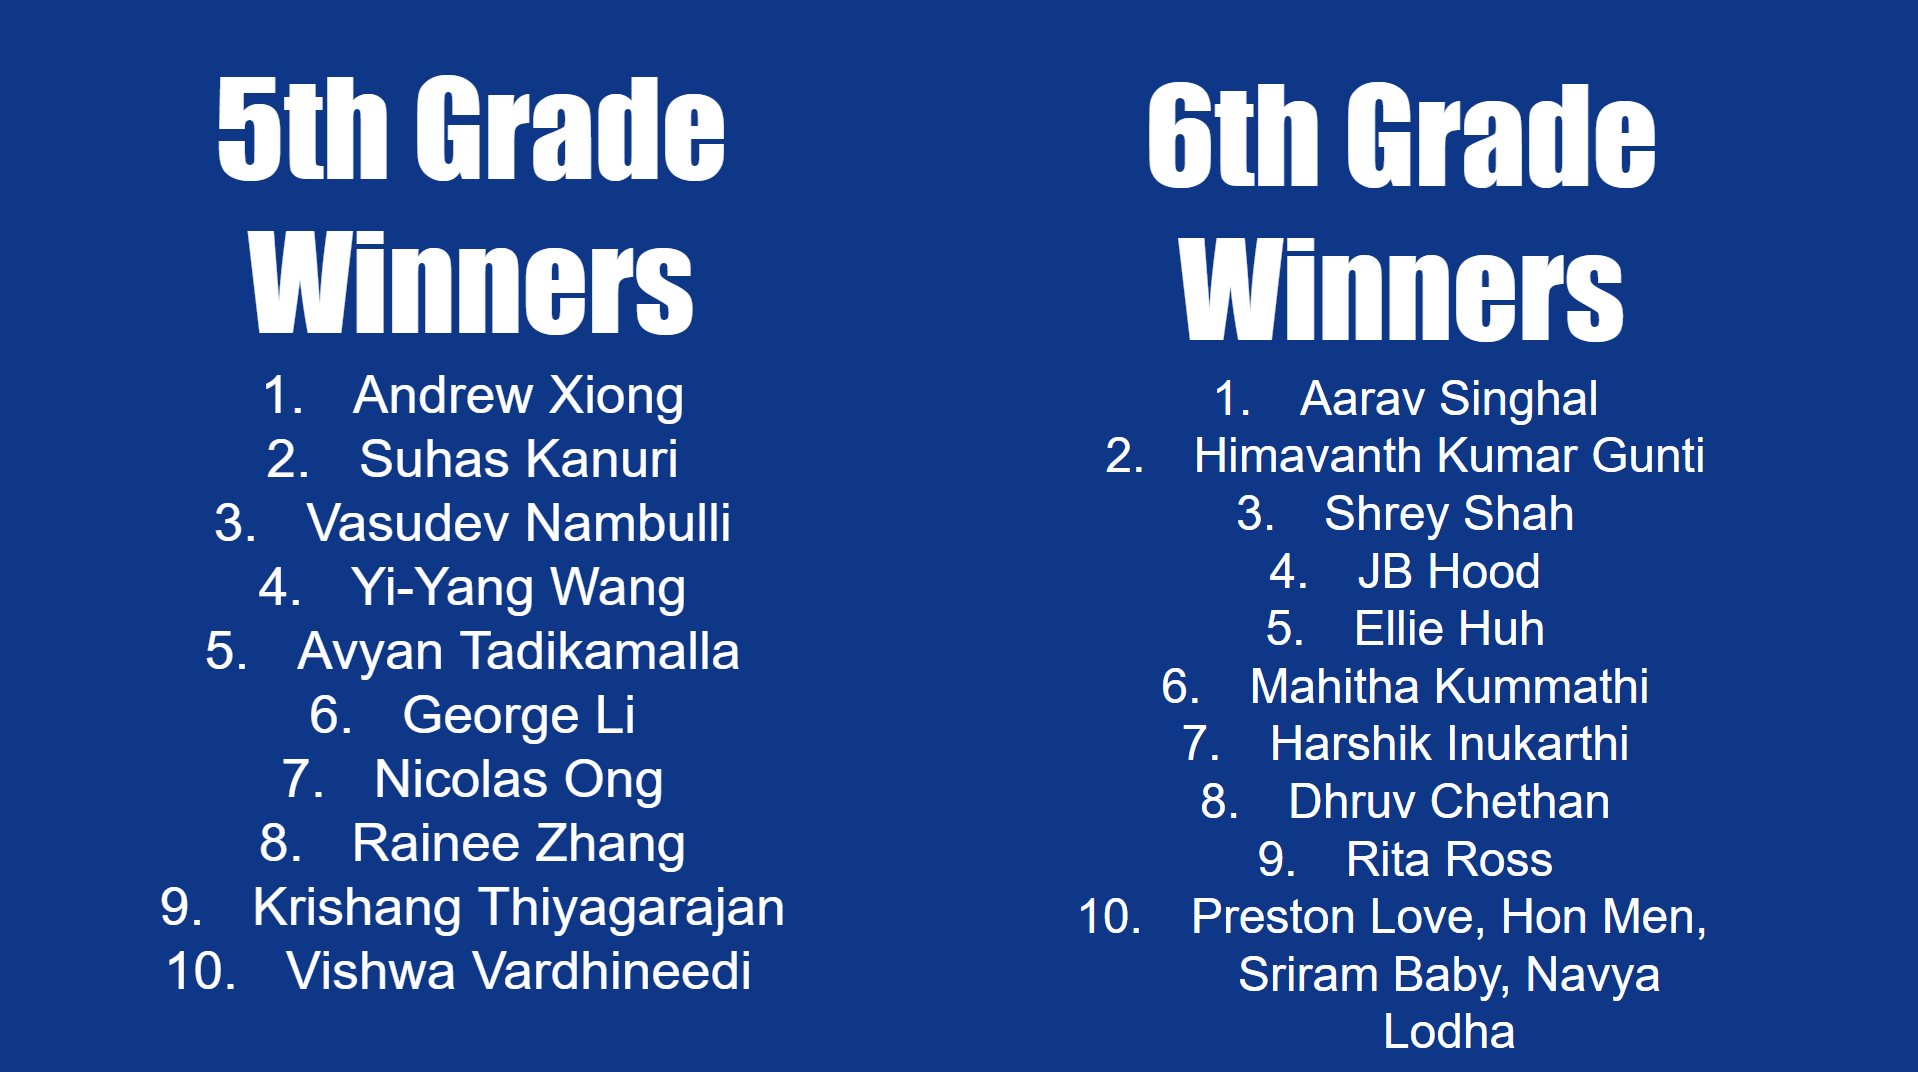 5th Grade
Winners
1. Andrew Xiong
2. Suhas Kanuri
3. Vasudev Nambulli
4. Yi-Yang Wang
5. Avyan Tadikamalla
6. George Li
7. Nicolas Ong
8. Rainee Zhang
9. Krishang Thiyagarajan
10. Vishwa Vardhineedi
6th Grade
Winners
1. Aarav Singhal
2. Himavanth Kumar Gunti
3. Shrey Shah
4. JB Hood
5. Ellie Huh
6. Mahitha Kummathi
7. Harshik Inukarthi
8. Dhruv Chethan
9. Rita Ross
10. Preston Love, Hon Men,
Sriram Baby, Navya
Lodha